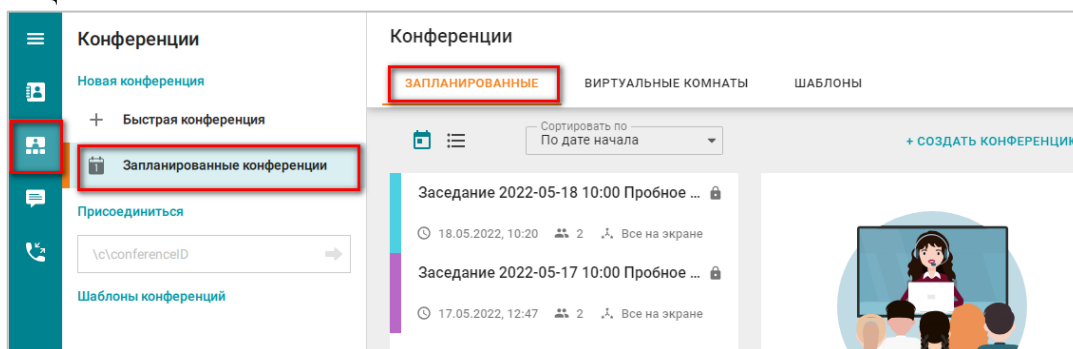 Конференции
Новая конференция
Быстрая конференция
1 Запланированные конференции
Присоединиться
\c\conferenceID
Шаблоны конференций
Конференции
ЗАПЛАНИРОВАННЫЕ ВИРТУАЛЬНЫЕ КОМНАТЫ ШАБЛОНЫ
Сортировать по
По дате начала
+ СОЗДАТЬ КОНФЕРЕНЦИЮ
Заседание 2022-05-18 10:00 Пробное ...
18.05.2022, 10:20 2 Все на экране
Заседание 2022-05-17 10:00 Пробное ...
17.05.2022, 12:47 2 Все на экране